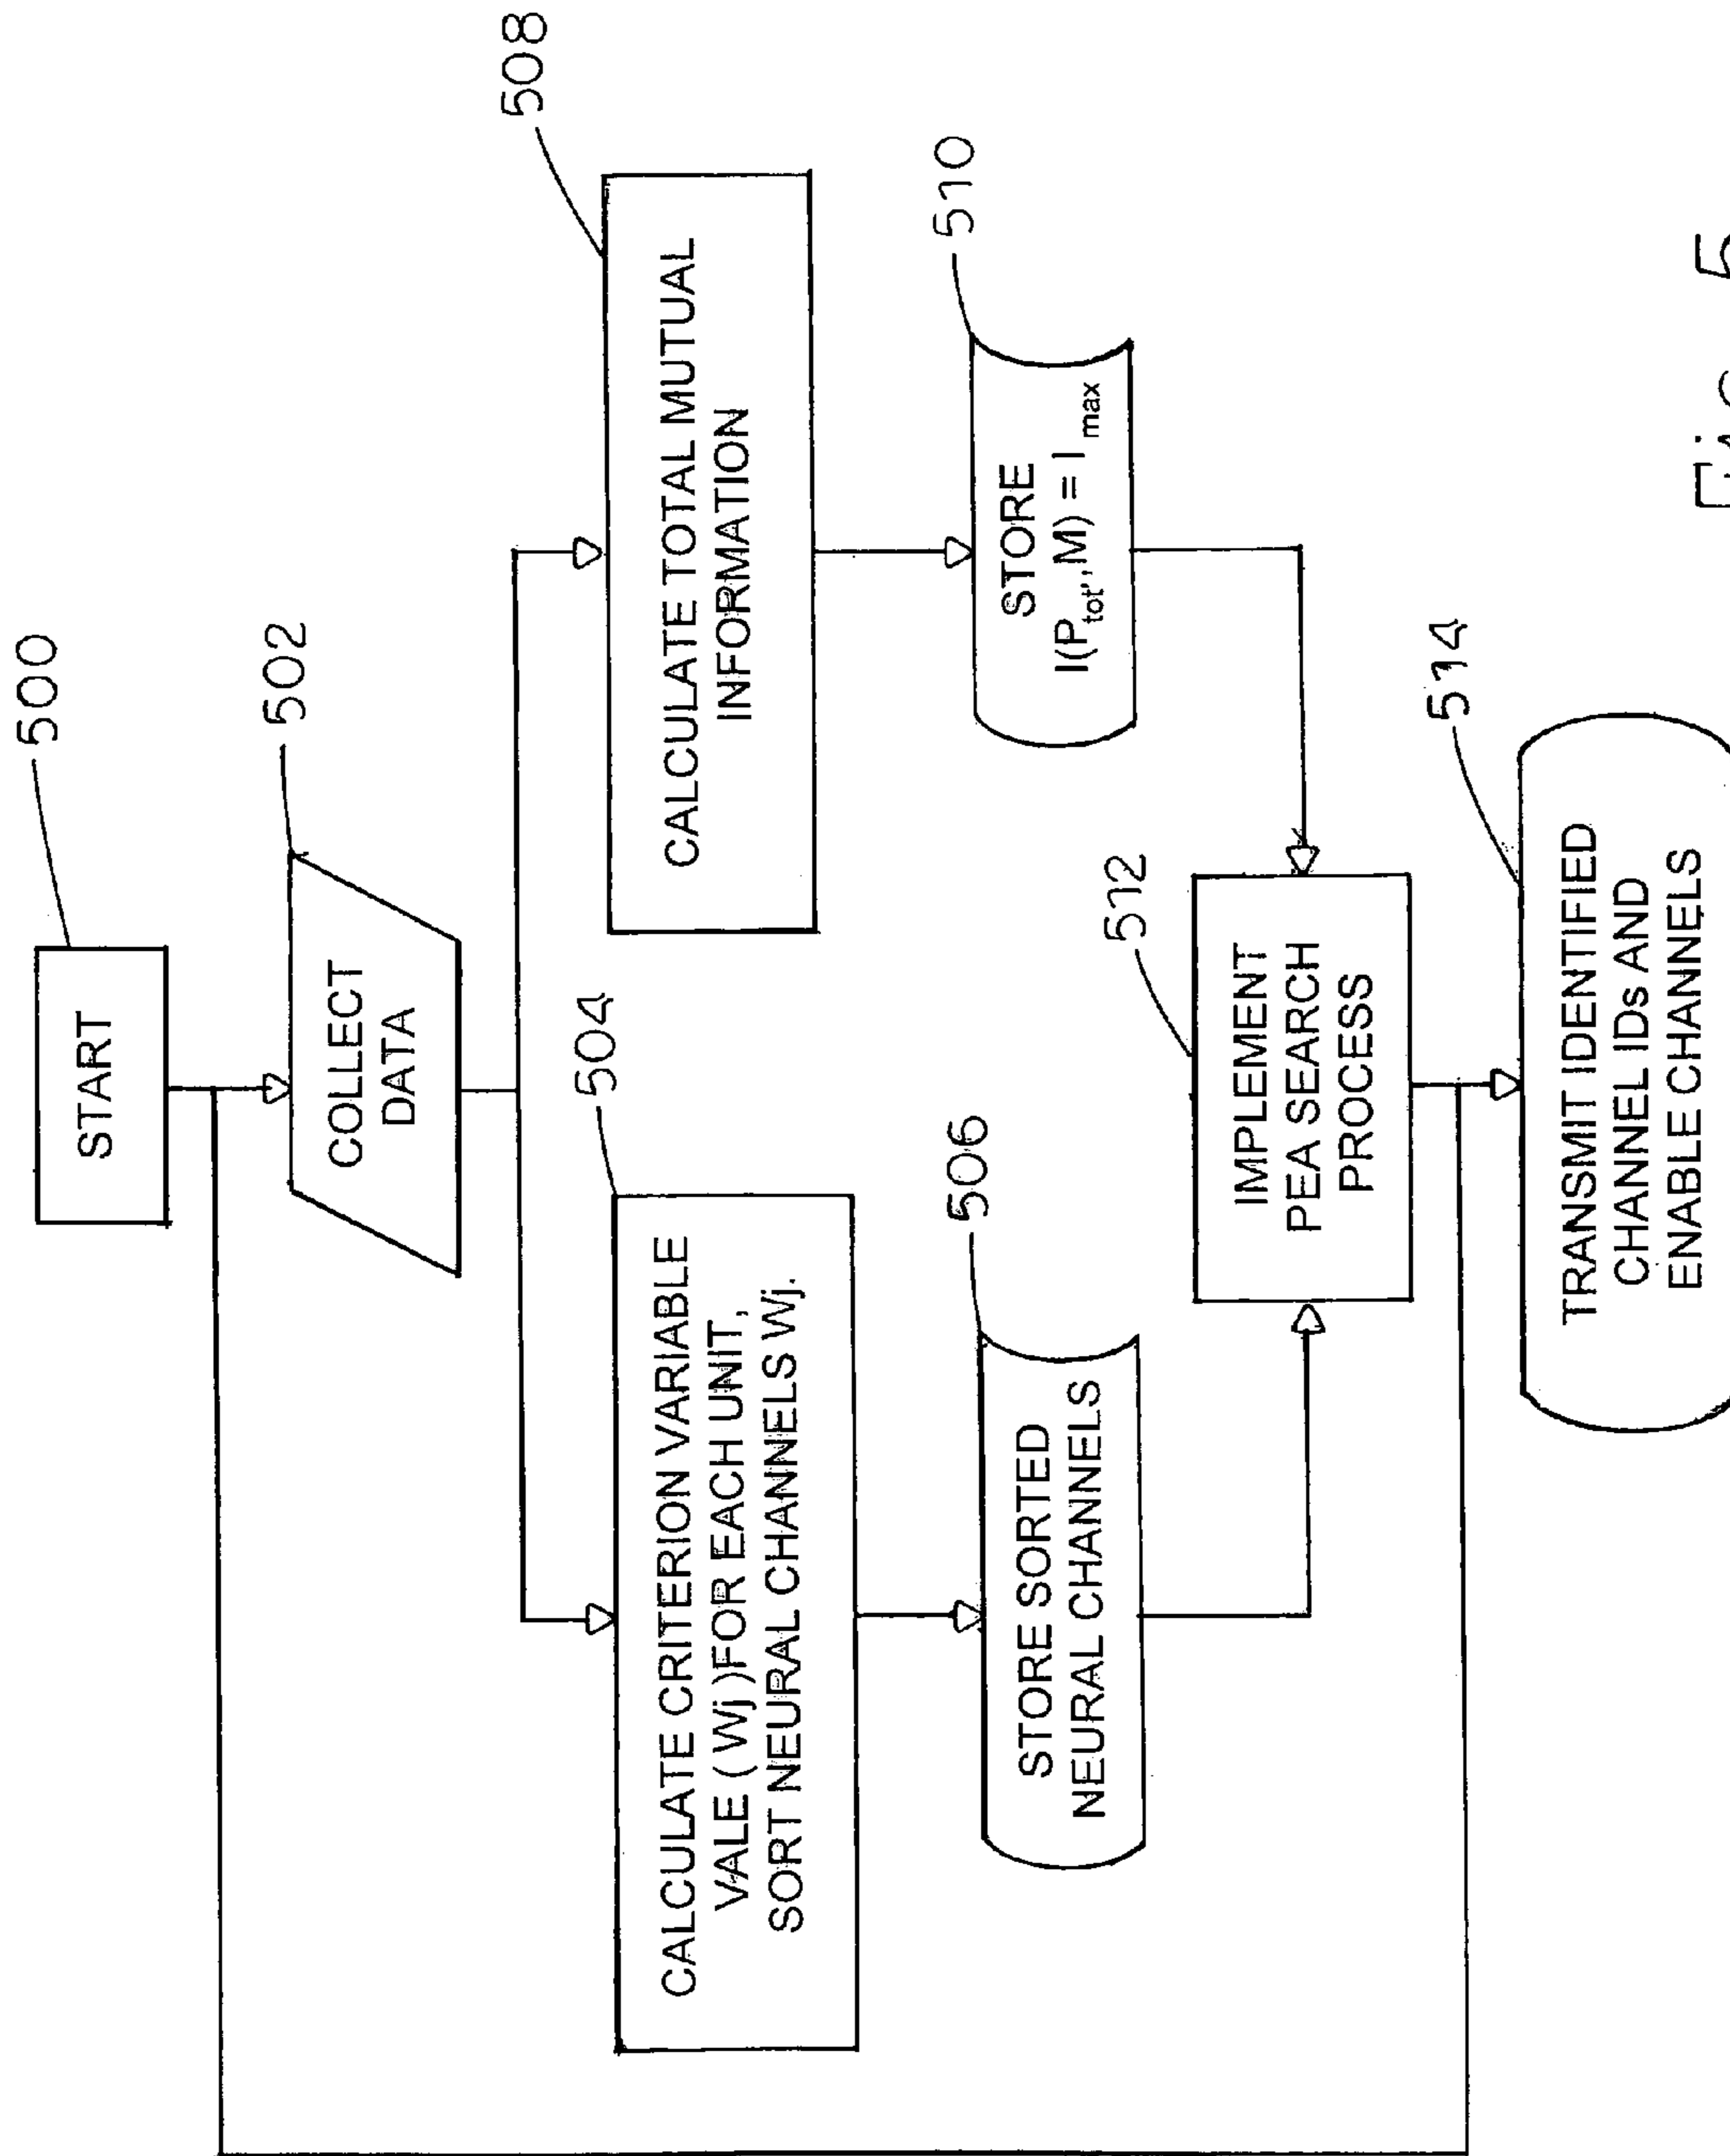 500
START
502
COLLECT
DATA
504
CALCULATE CRITERION VARIABLE
VALE (Wj) FOR EACH UNIT,
SORT NEURAL CHANNELS Wj.
508
CALCULATE TOTAL MUTUAL
INFORMATION
506
STORE SORTED
NEURAL CHANNELS
510
STORE
I(Ptot',M) = Imax
512
IMPLEMENT
PEA SEARCH
PROCESS
514
TRANSMIT IDENTIFIED
CHANNEL IDs AND
ENABLE CHANNELS
Fig. 5